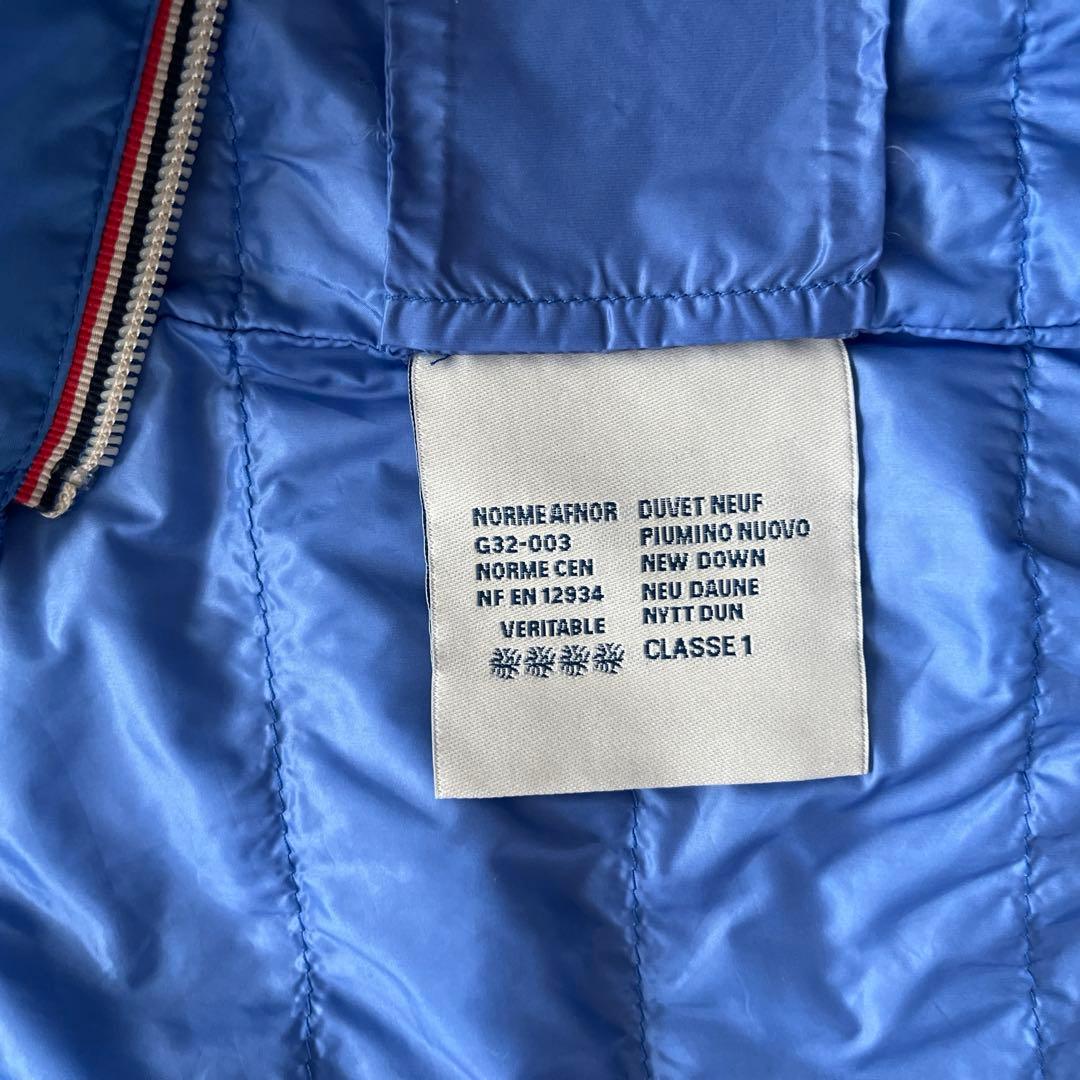 NORME AFNOR
G32-003
NORME CEN
NF EN 12934
VERITABLE
DUVET NEUF
PIUMINO NUOVO
NEW DOWN
NEU DAUNE
NYTT DUN
CLASSE 1